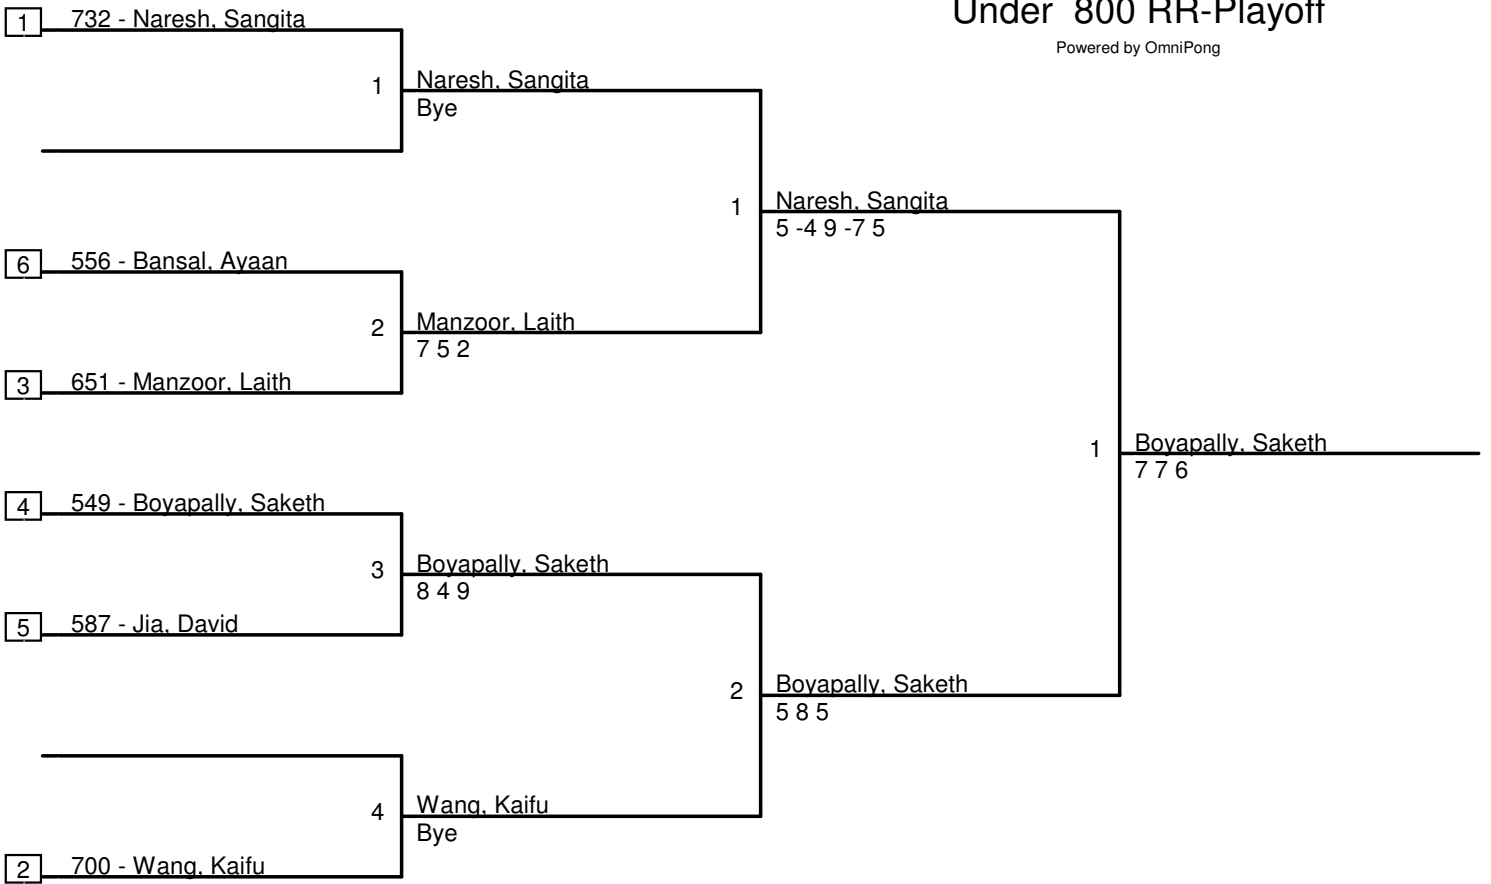 Under 800 RR-Playoff
Powered by OmniPong
1 732 - Naresh, Sangita
1 Naresh, Sangita
Bye
1 Naresh, Sangita
5 -4 9 -7 5
6 556 - Bansal, Ayaan
2 Manzoor, Laith
7 5 2
3 651 - Manzoor, Laith
1 Boyapally, Saketh
7 7 6
4 549 - Boyapally, Saketh
3 Boyapally, Saketh
8 4 9
5 587 - Jia, David
2 Boyapally, Saketh
5 8 5
4 Wang, Kaifu
Bye
2 700 - Wang, Kaifu